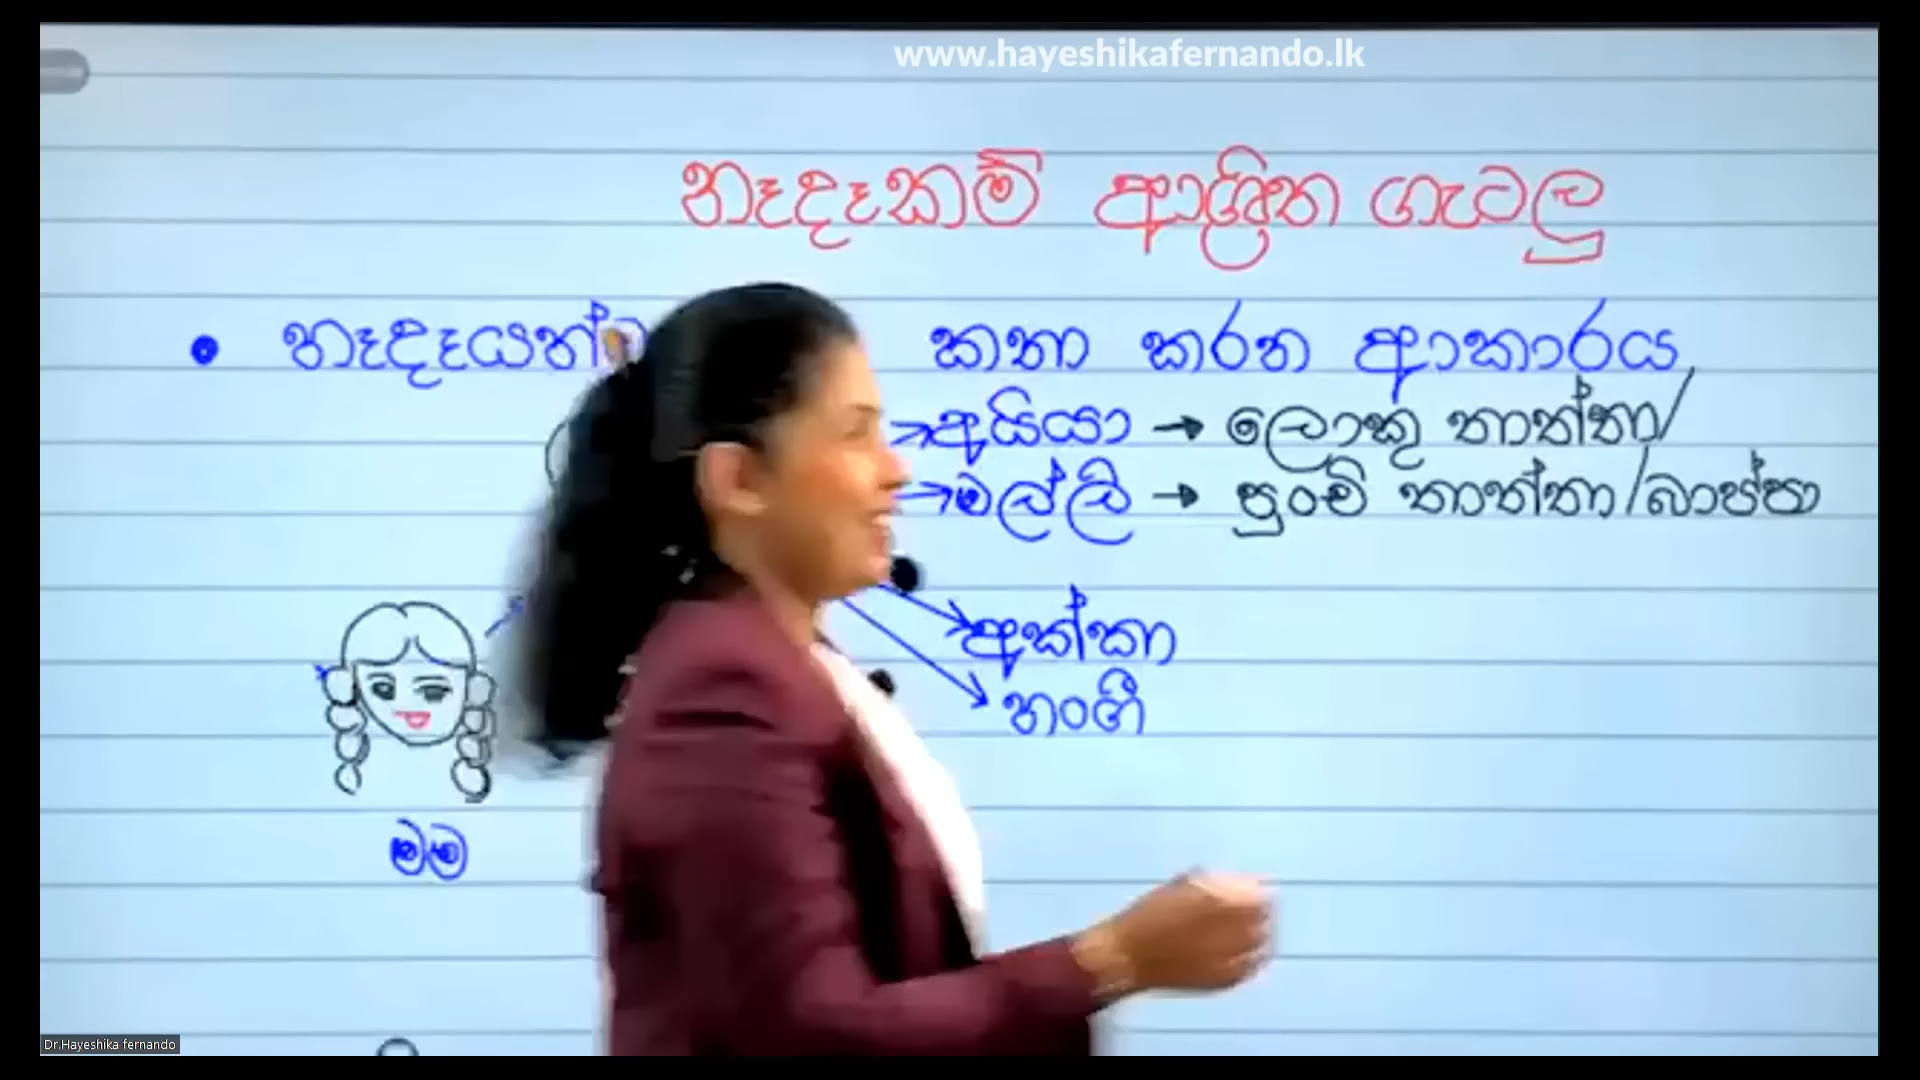 www.hayeshikafernando.lk
නෑදෑකම් ආශ්‍රිත ගැටලු
• කතා කරන ආකාරය
අයියා → ලොකු තාත්තා/
මල්ලි → පුංචි තාත්තා/බාප්පා
අක්කා
නංගී
මම
Dr.Hayeshika fernando